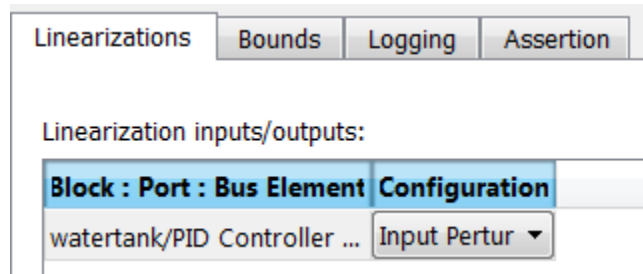 Linearizations Bounds Logging Assertion
Linearization inputs/outputs:
Block : Port : Bus Element Configuration
watertank/PID Controller ... Input Pertur